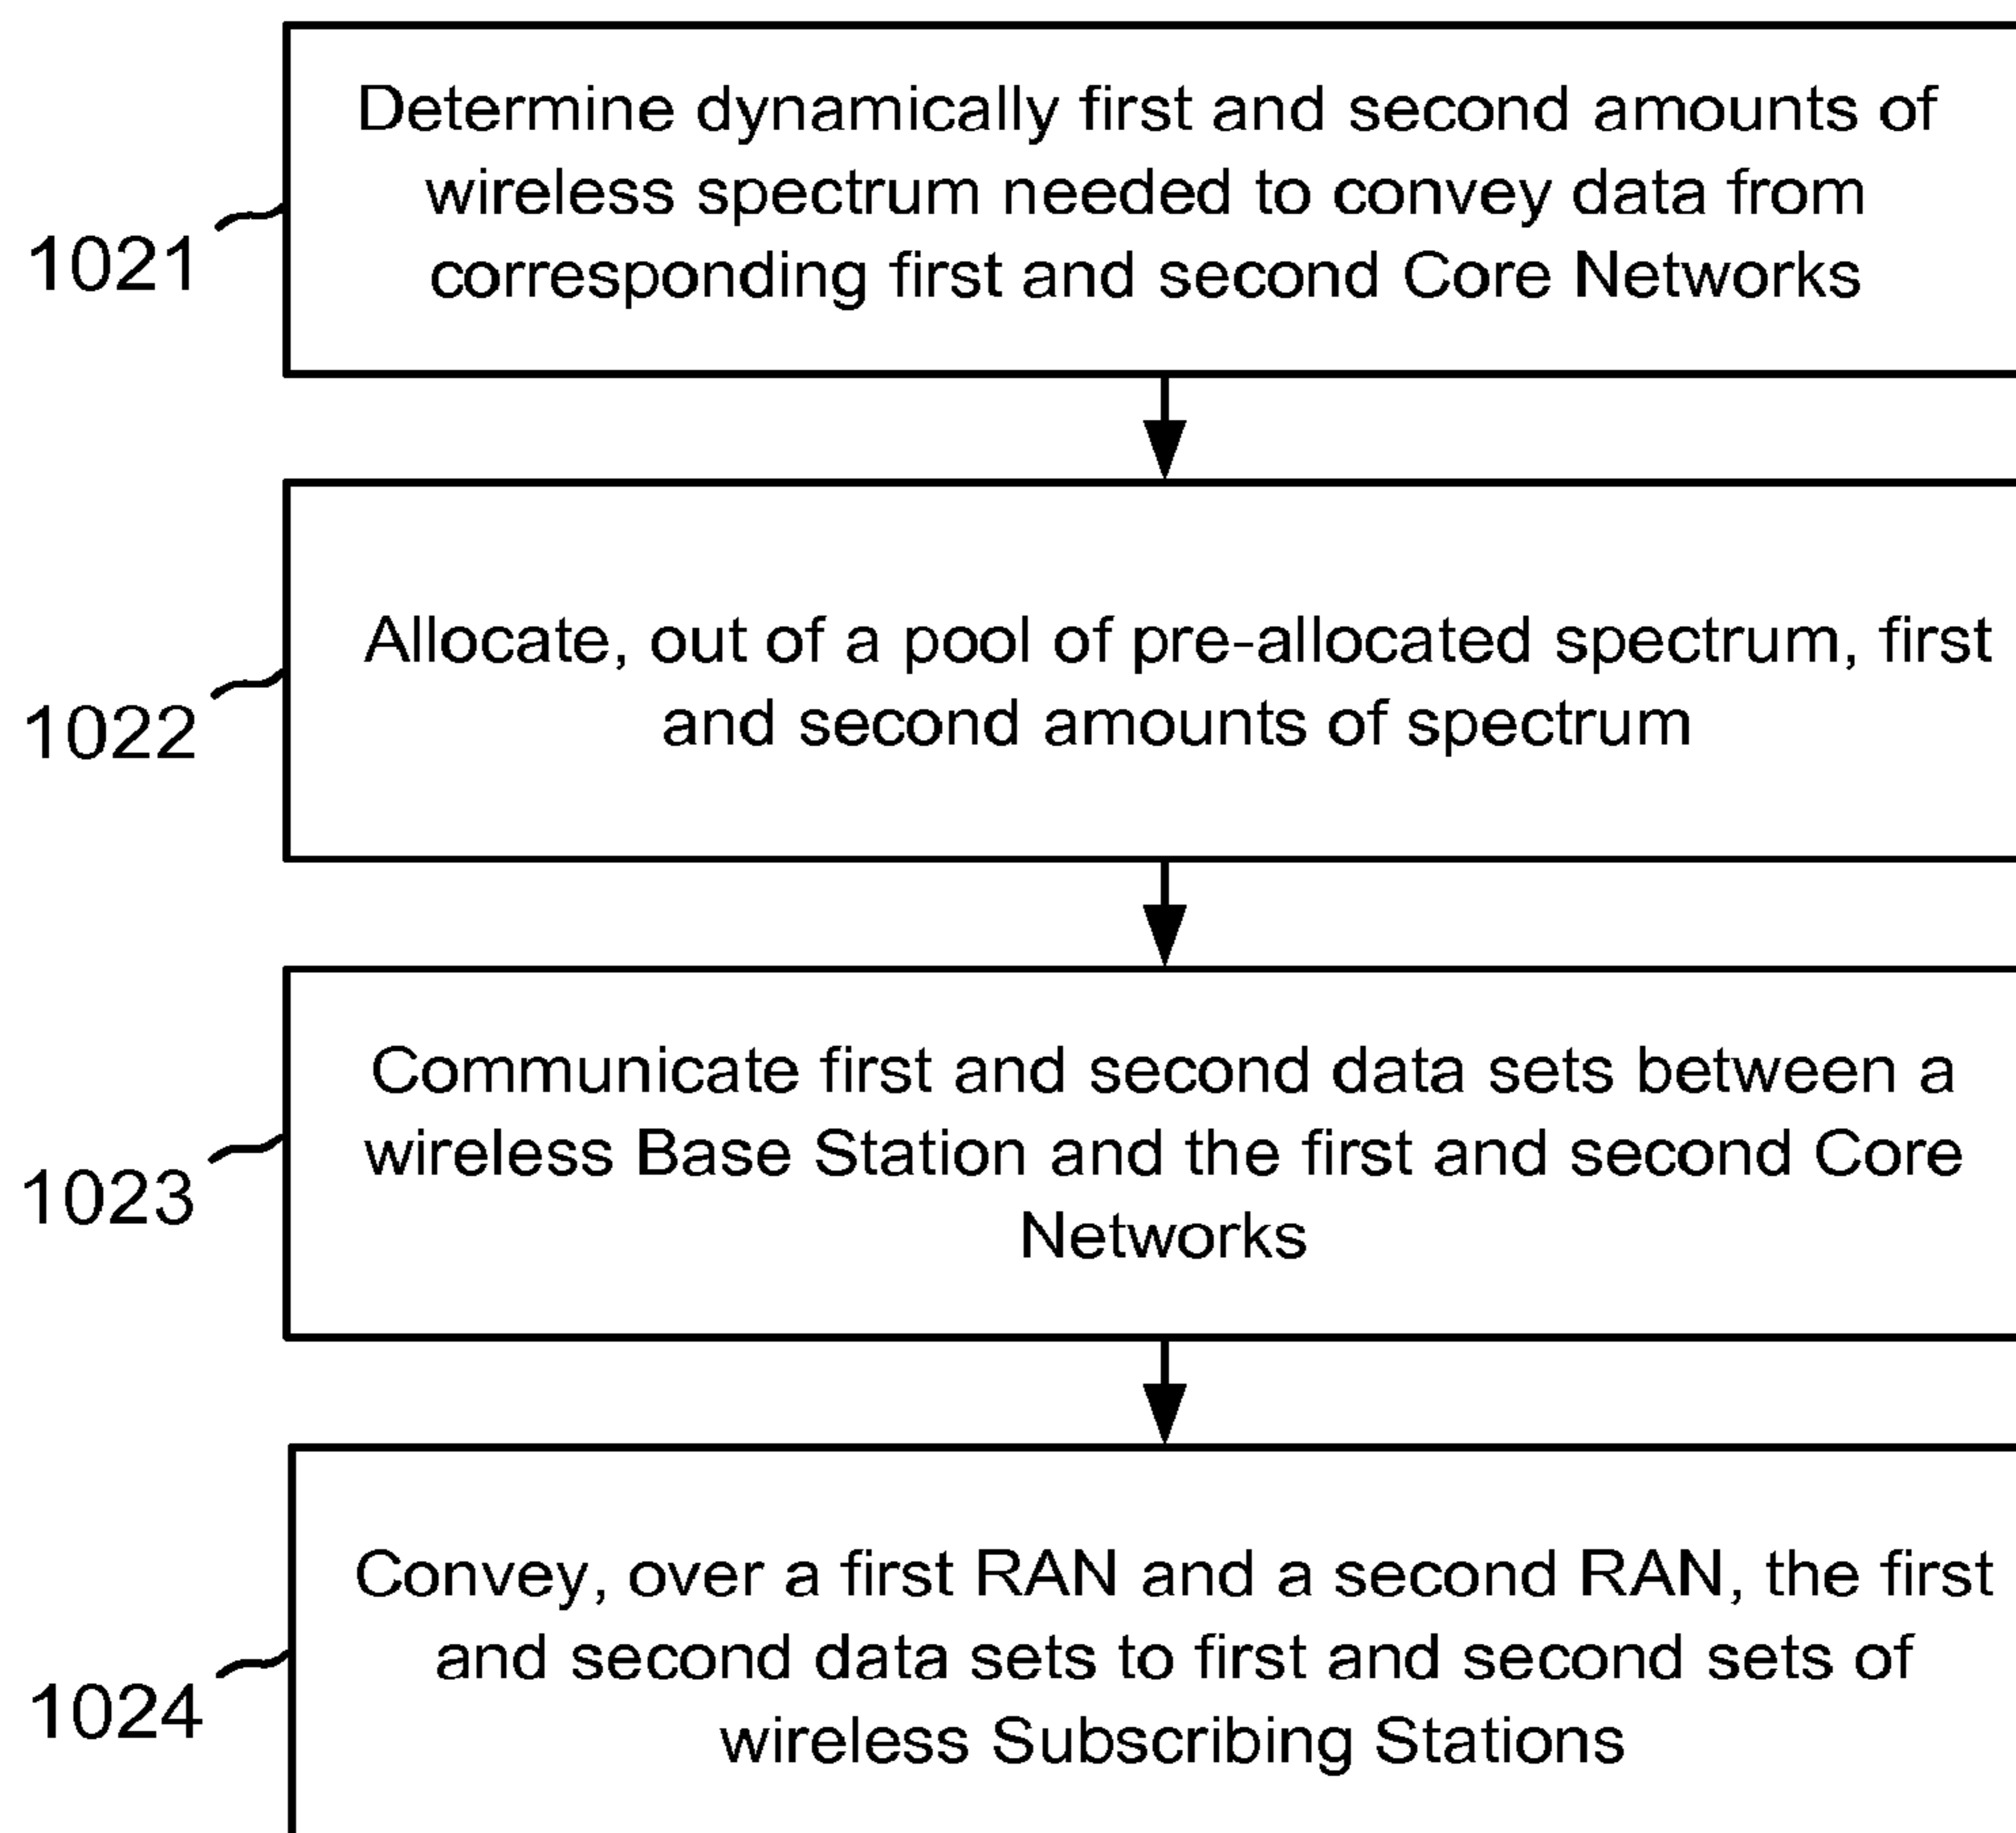 Determine dynamically first and second amounts of
wireless spectrum needed to convey data from
corresponding first and second Core Networks
1021
Allocate, out of a pool of pre-allocated spectrum, first
and second amounts of spectrum
1022
Communicate first and second data sets between a
wireless Base Station and the first and second Core
Networks
1023
Convey, over a first RAN and a second RAN, the first
and second data sets to first and second sets of
wireless Subscribing Stations
1024